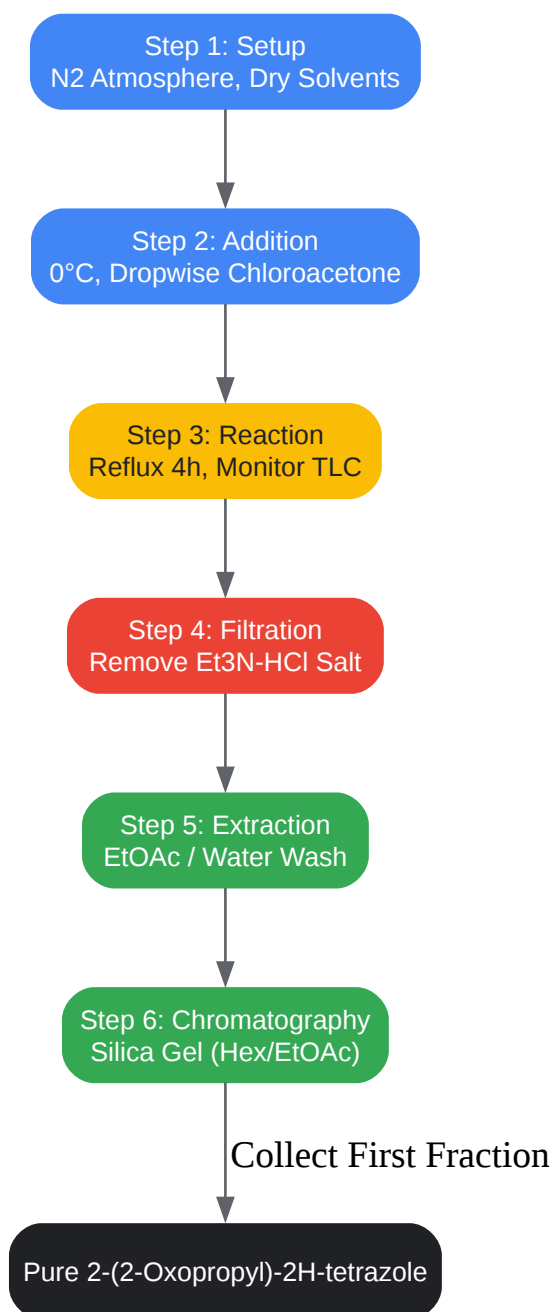 Step 1: Setup
N2 Atmosphere, Dry Solvents
Step 2: Addition
0°C, Dropwise Chloroacetone
Step 3: Reaction
Reflux 4h, Monitor TLC
Step 4: Filtration
Remove Et3N-HCl Salt
Step 5: Extraction
EtOAc / Water Wash
Step 6: Chromatography
Silica Gel (Hex/EtOAc)
Collect First Fraction
Pure 2-(2-Oxopropyl)-2H-tetrazole